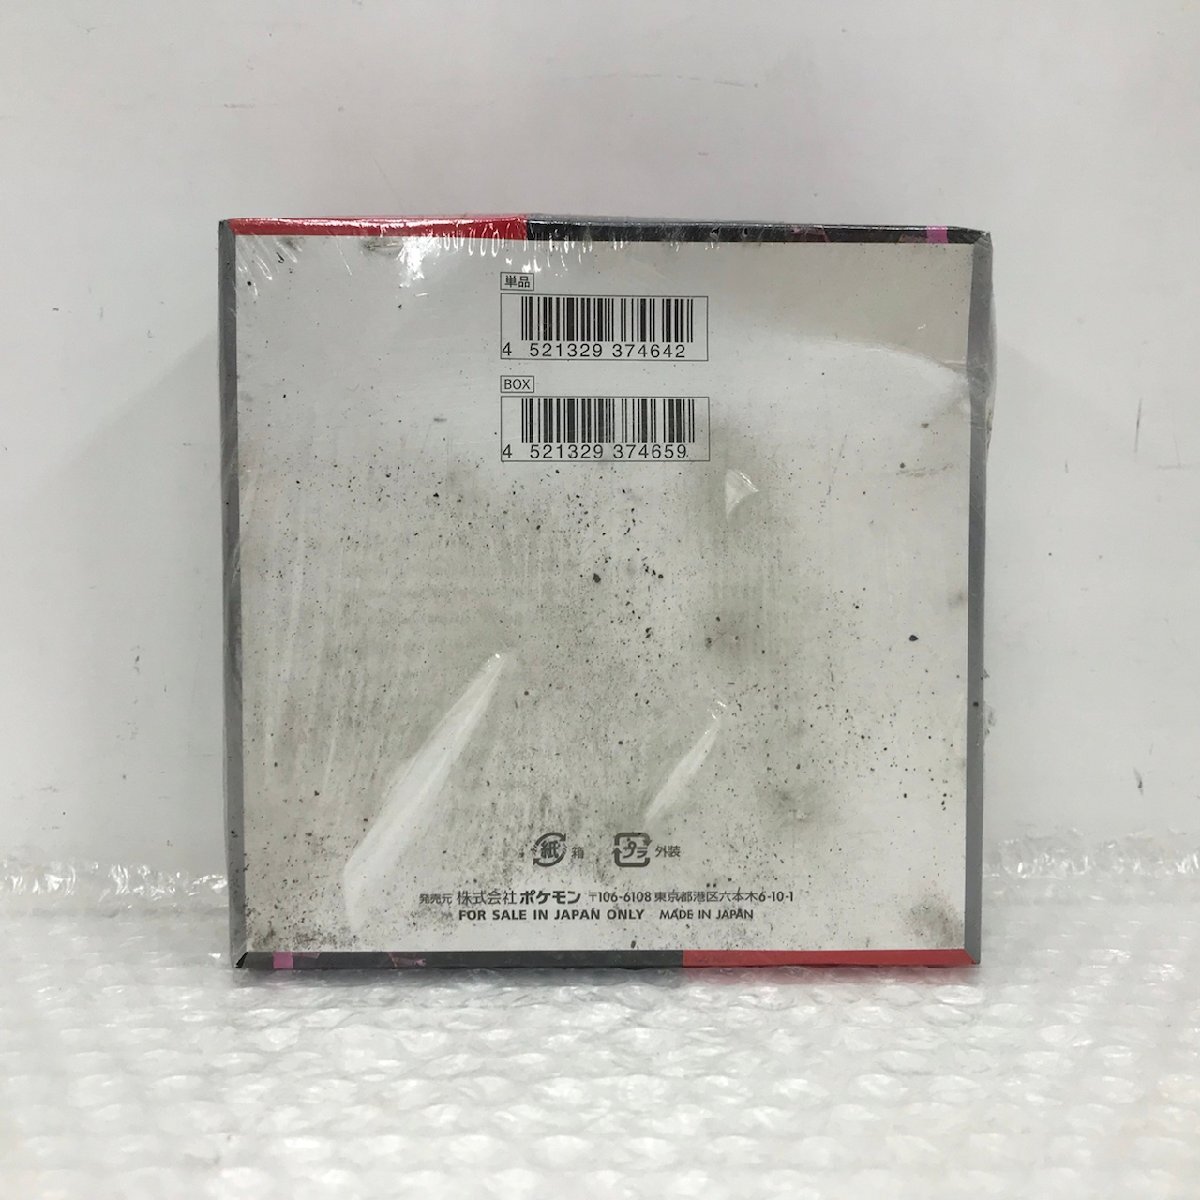 単品
4 521329 374642
BOX
4 521329 374659
紙 箱 プラ 外装
発売元 株式会社ポケモン 〒106-6108 東京都港区六本木6-10-1
FOR SALE IN JAPAN ONLY MADE IN JAPAN